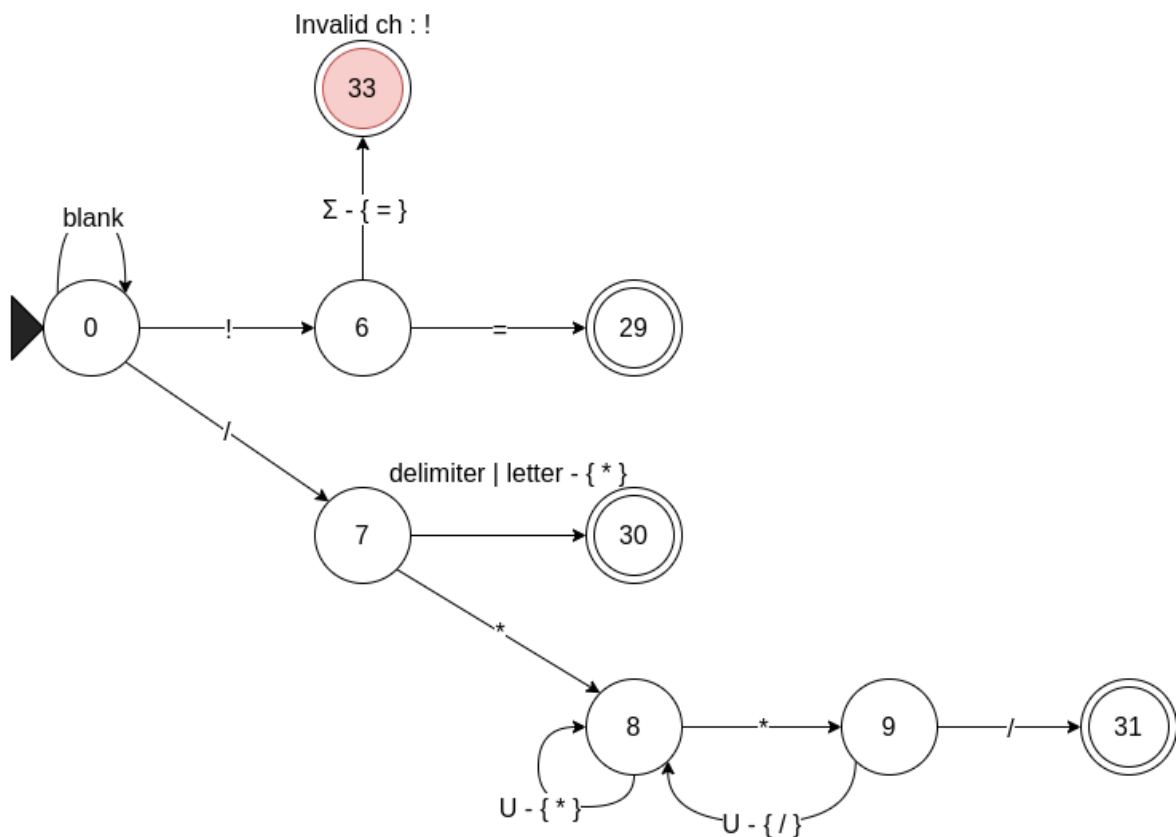 Invalid ch : !
33
Σ - { = }
blank
0
!
6
=
29
/
delimiter | letter - { * }
7
30
*
8
*
9
/
31
U - { * }
U - { / }